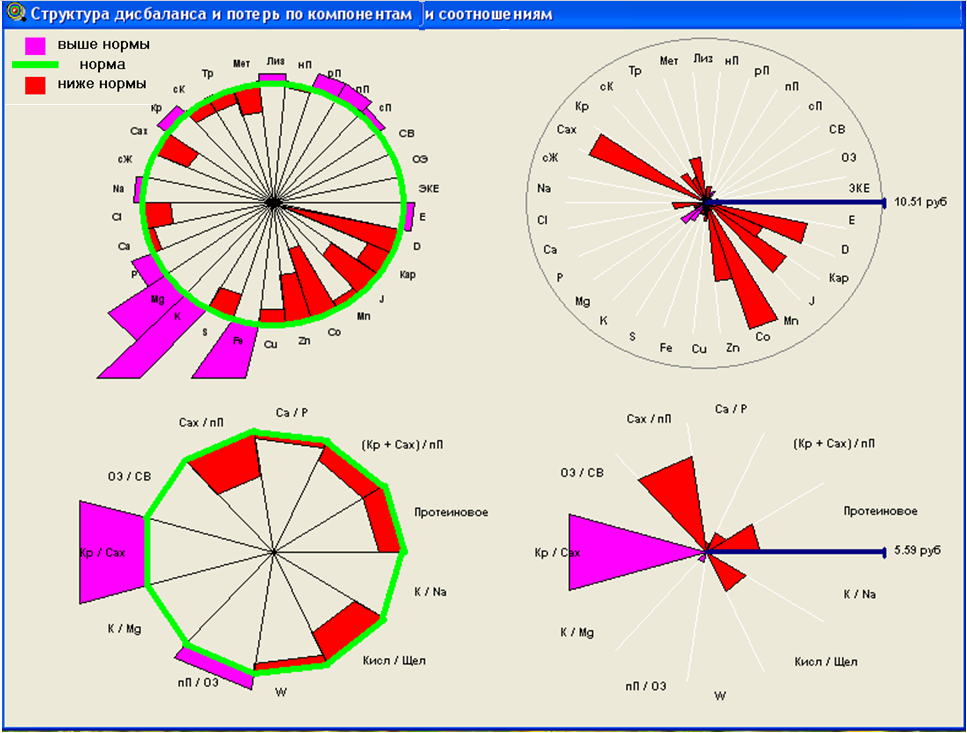 Структура дисбаланса и потерь по компонентам и соотношениям
выше нормы
норма
ниже нормы
Лиз
нП
рП
пП
сП
СВ
ОЭ
ЭКЕ
Е
D
Кар
J
Mn
Co
Zn
Cu
Fe
S
K
Mg
P
Ca
Cl
Na
сЖ
Сах
Кр
сК
Тр
Мет
Лиз
нП
рП
пП
сП
СВ
ОЭ
ЭКЕ
10.51 руб
Е
D
Кар
J
Mn
Co
Zn
Cu
Fe
S
K
Mg
P
Ca
Cl
Na
сЖ
Сах
Кр
сК
Тр
Мет
Ca / P
(Кр + Сах) / пП
Протеиновое
K / Na
Кисл / Щел
W
пП / ОЭ
K / Mg
Кр / Сах
ОЭ / СВ
Сах / пП
Ca / P
(Кр + Сах) / пП
Протеиновое
5.59 руб
K / Na
Кисл / Щел
W
пП / ОЭ
K / Mg
Кр / Сах
ОЭ / СВ
Сах / пП